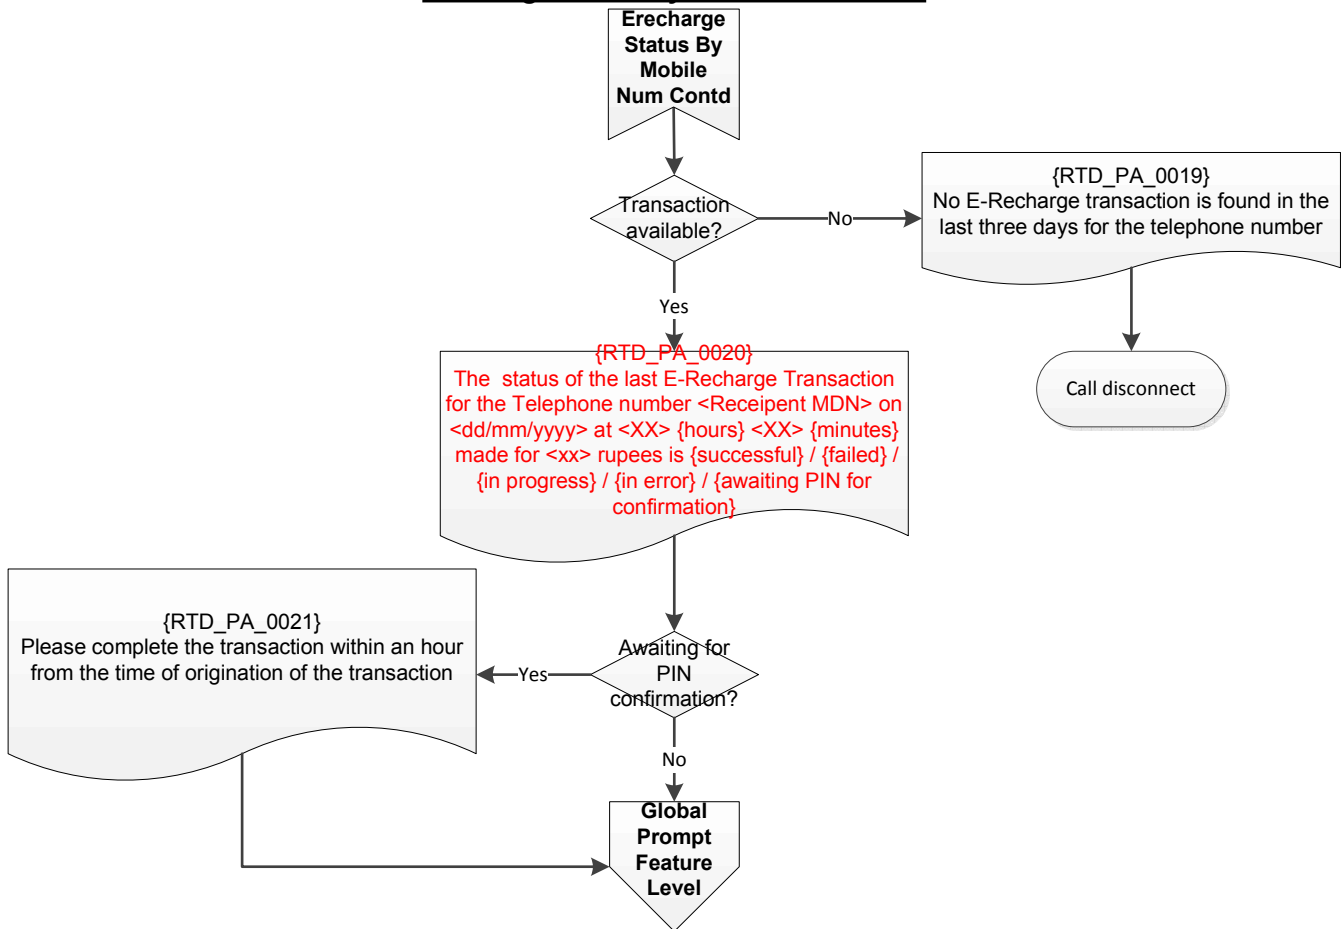 Erecharge
Status By
Mobile
Num Contd
Transaction
available?
No
{RTD_PA_0019}
No E-Recharge transaction is found in the
last three days for the telephone number
Call disconnect
Yes
{RTD_PA_0020}
The status of the last E-Recharge Transaction
for the Telephone number <Receipent MDN> on
<dd/mm/yyyy> at <XX> {hours} <XX> {minutes}
made for <xx> rupees is {successful} / {failed} /
{in progress} / {in error} / {awaiting PIN for
confirmation}
Awaiting for
PIN
confirmation?
Yes
{RTD_PA_0021}
Please complete the transaction within an hour
from the time of origination of the transaction
No
Global
Prompt
Feature
Level